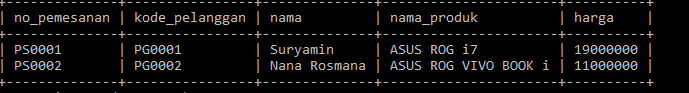 no_pemesanan | kode_pelanggan | nama | nama_produk | harga
PS0001 | PG0001 | Suryamin | ASUS ROG i7 | 19000000
PS0002 | PG0002 | Nana Rosmana | ASUS ROG VIVO BOOK i | 11000000